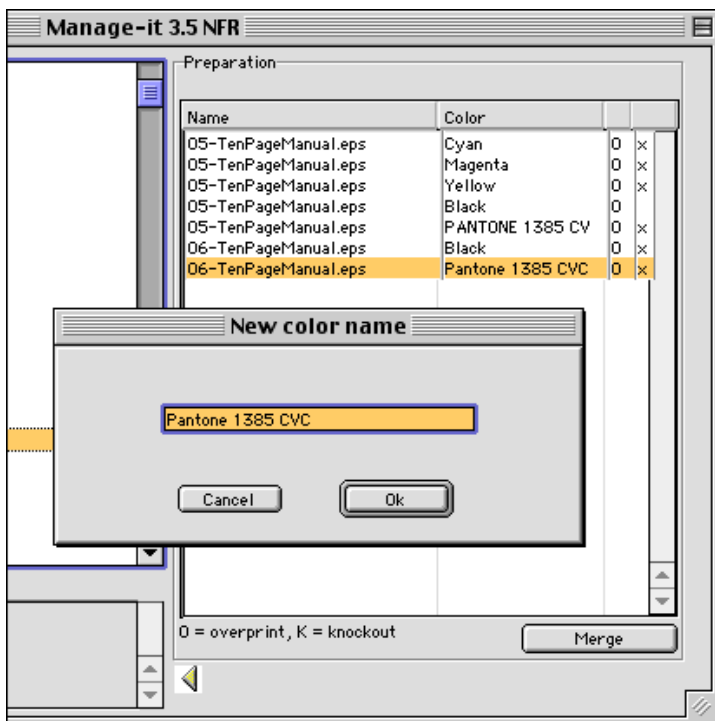 Manage-it 3.5 NFR
Preparation
Name Color
05-TenPageManual.eps Cyan O x
05-TenPageManual.eps Magenta O x
05-TenPageManual.eps Yellow O x
05-TenPageManual.eps Black O
05-TenPageManual.eps PANTONE 1385 CV O x
06-TenPageManual.eps Black O x
06-TenPageManual.eps Pantone 1385 CVC O x
New color name
Pantone 1385 CVC
Cancel Ok
O = overprint, K = knockout
Merge